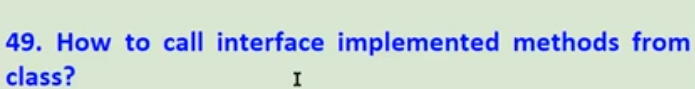 49. How to call interface implemented methods from
class?